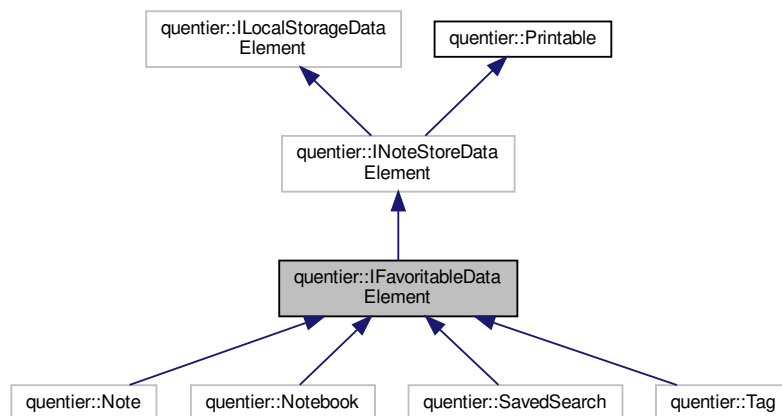 quentier::ILocalStorageData
Element
quentier::Printable
quentier::INoteStoreData
Element
quentier::IFavoritableData
Element
quentier::Note
quentier::Notebook
quentier::SavedSearch
quentier::Tag